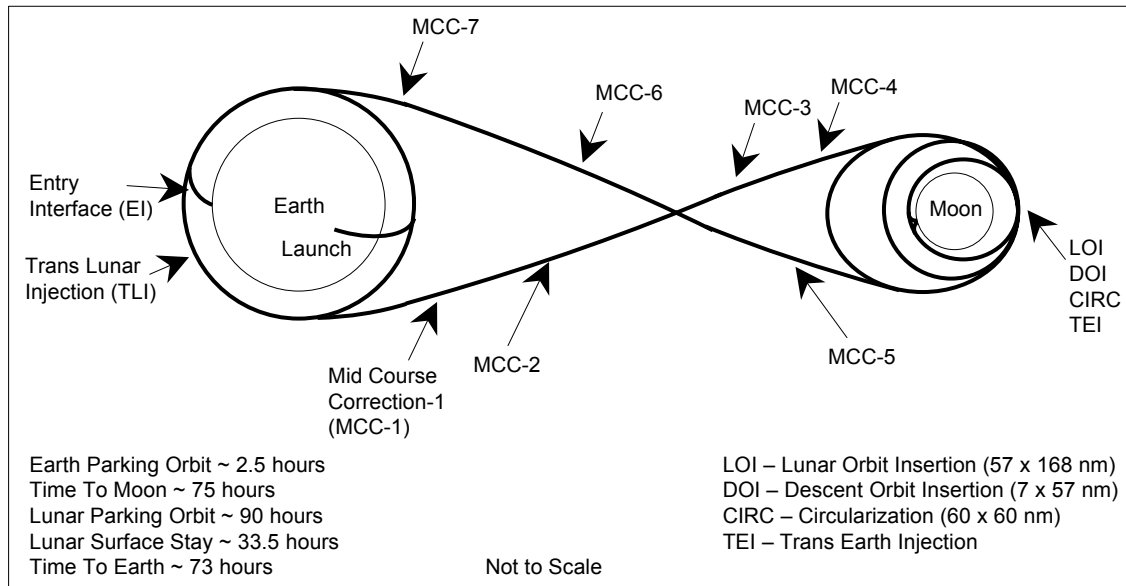 MCC-7
MCC-6
MCC-4
MCC-3
Entry
Interface (EI)
Earth
Launch
Moon
Trans Lunar
Injection (TLI)
LOI
DOI
CIRC
TEI
MCC-2
MCC-5
Mid Course
Correction-1
(MCC-1)
Earth Parking Orbit ~ 2.5 hours
Time To Moon ~ 75 hours
Lunar Parking Orbit ~ 90 hours
Lunar Surface Stay ~ 33.5 hours
Time To Earth ~ 73 hours
Not to Scale
LOI – Lunar Orbit Insertion (57 x 168 nm)
DOI – Descent Orbit Insertion (7 x 57 nm)
CIRC – Circularization (60 x 60 nm)
TEI – Trans Earth Injection